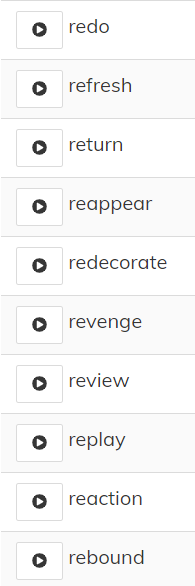 redo
refresh
return
reappear
redecorate
revenge
review
replay
reaction
rebound